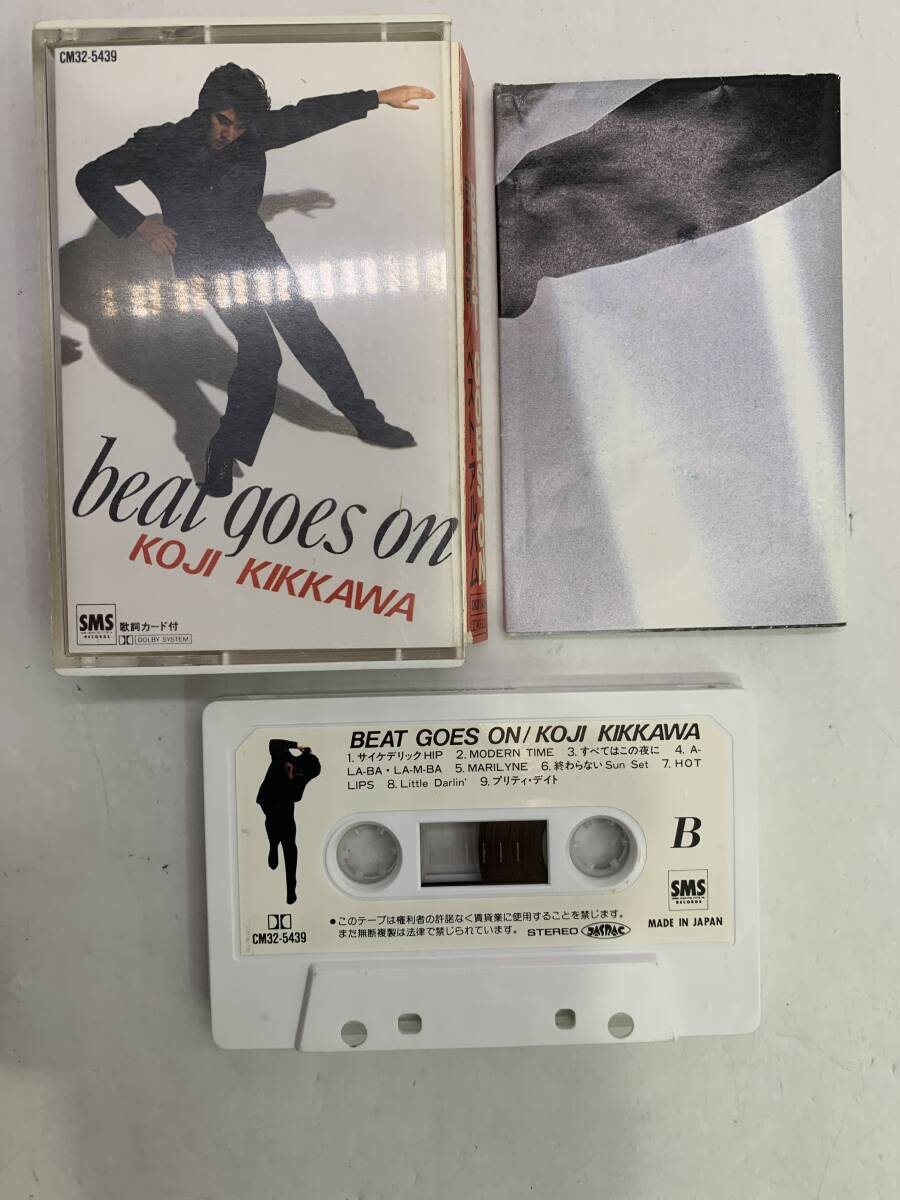 CM32-5439
beat goes on
KOJI KIKKAWA
SMS
RECORDS
歌詞カード付
DOLBY SYSTEM
ベスト・アルバム
BEAT GOES ON/KOJI KIKKAWA
1. サイケデリックHIP 2. MODERN TIME 3. すべてはこの夜に 4. A-
LA-BA・LA-M-BA 5. MARILYNE 6. 終わらない Sun Set 7. HOT
LIPS 8. Little Darlin' 9. プリティ・デイト
B
SMS
RECORDS
MADE IN JAPAN
CM32-5439
●このテープは権利者の許諾なく賃貸業に使用することを禁じます。
また無断複製は法律で禁じられています。 STEREO JASRAC